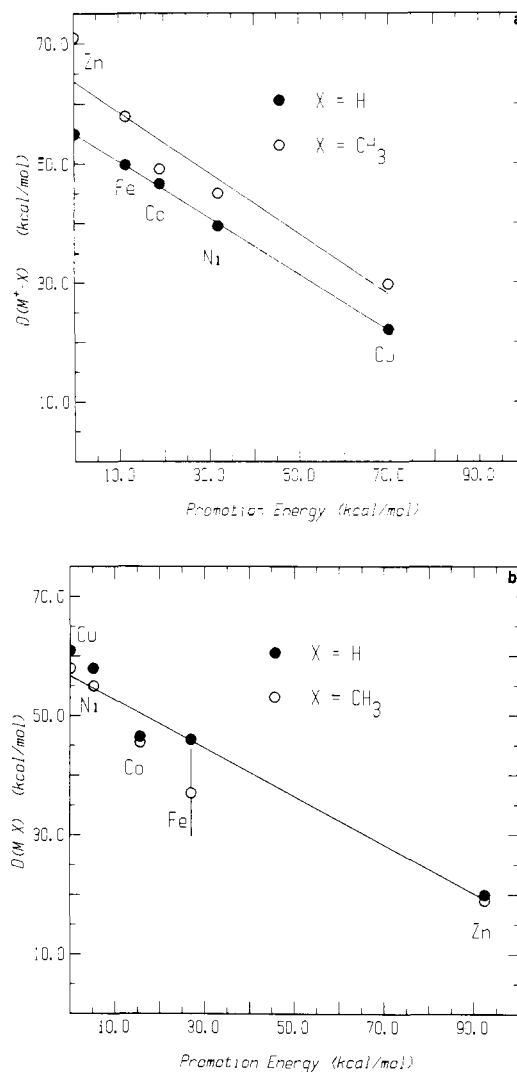 a
70.0
Zn
● X = H
○ X = CH3
50.0
Fe
Co
Ni
30.0
Cu
10.0
D(M+-X) (kcal/mol)
10.0 30.0 50.0 70.0 90.0
Promotion Energy (kcal/mol)
b
70.0
Cu
● X = H
○ X = CH3
Ni
50.0
Co
Fe
30.0
Zn
10.0
D(M X) (kcal/mol)
10.0 30.0 50.0 70.0 90.0
Promotion Energy (kcal/mol)